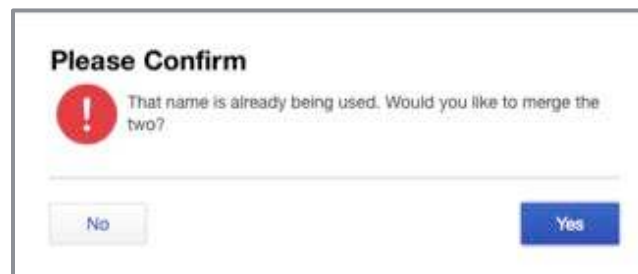 Please Confirm
That name is already being used. Would you like to merge the
two?
No
Yes